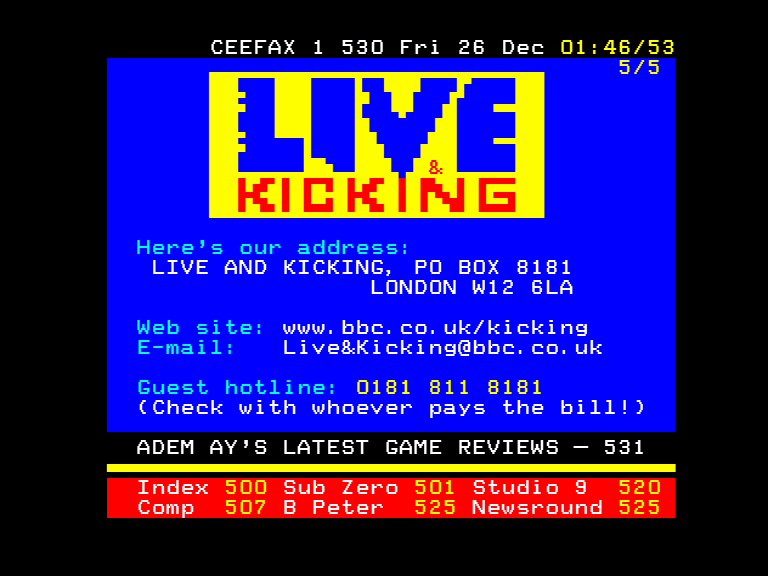 CEEFAX 1 530 Fri 26 Dec 01:46/53
5/5
LIVE
&
KICKING
Here's our address:
LIVE AND KICKING, PO BOX 8181
LONDON W12 6LA
Web site: www.bbc.co.uk/kicking
E-mail: Live&Kicking@bbc.co.uk
Guest hotline: 0181 811 8181
(Check with whoever pays the bill!)
ADEM AY'S LATEST GAME REVIEWS – 531
Index 500 Sub Zero 501 Studio 9 520
Comp 507 B Peter 525 Newsround 525